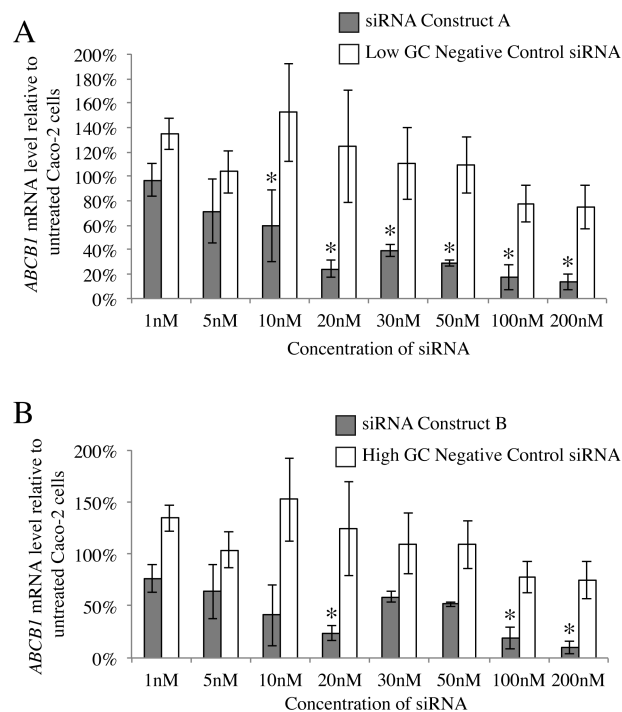 A
siRNA Construct A
Low GC Negative Control siRNA
ABCB1 mRNA level relative to
untreated Caco-2 cells
200%
180%
160%
140%
120%
100%
80%
60%
40%
20%
0%
*
*
*
*
*
*
1nM 5nM 10nM 20nM 30nM 50nM 100nM 200nM
Concentration of siRNA
B
siRNA Construct B
High GC Negative Control siRNA
ABCB1 mRNA level relative to
untreated Caco-2 cells
200%
150%
100%
50%
0%
*
*
*
1nM 5nM 10nM 20nM 30nM 50nM 100nM 200nM
Concentration of siRNA